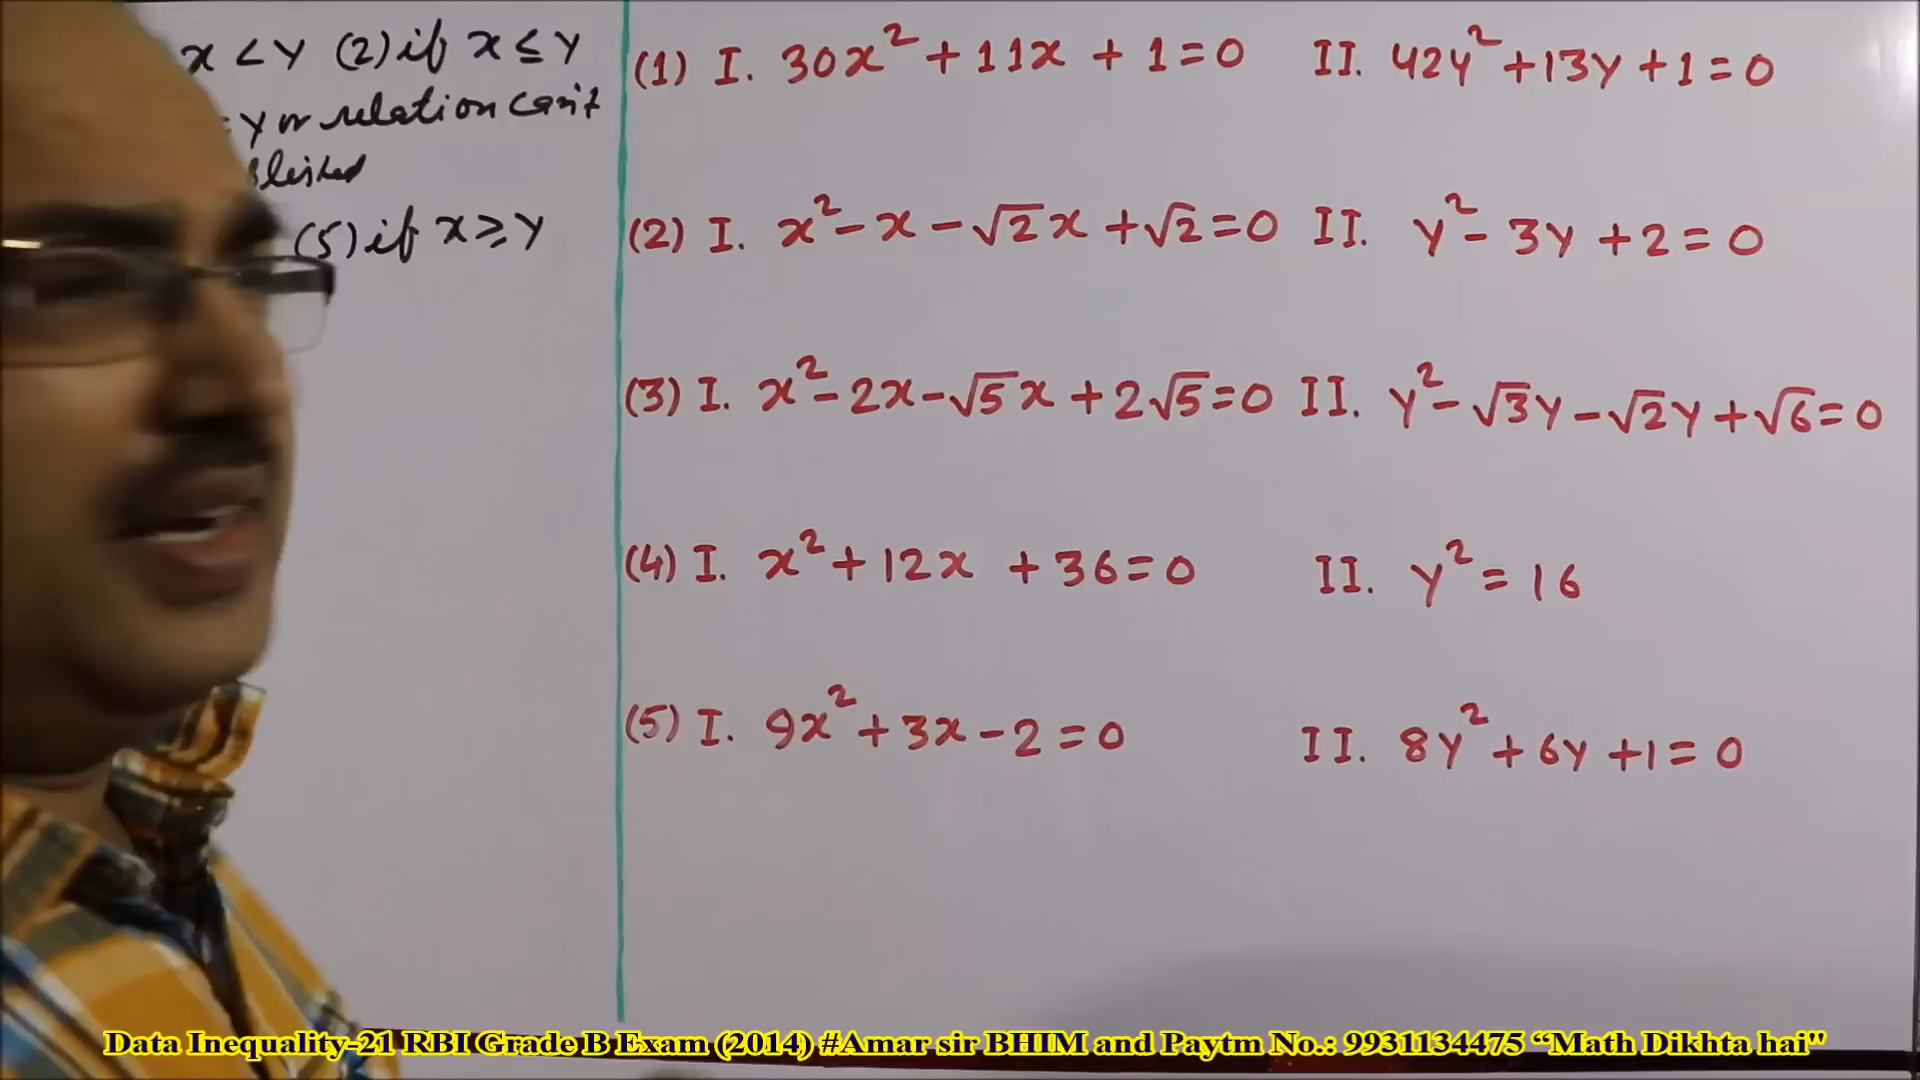 x < y (2) if x ≤ y
= y or relation can't
blished
(5) if x ≥ y
(1) I. 30x² + 11x + 1 = 0 II. 42y² + 13y + 1 = 0
(2) I. x² - x - √2x + √2 = 0 II. y² - 3y + 2 = 0
(3) I. x² - 2x - √5x + 2√5 = 0 II. y² - √3y - √2y + √6 = 0
(4) I. x² + 12x + 36 = 0 II. y² = 16
(5) I. 9x² + 3x - 2 = 0 II. 8y² + 6y + 1 = 0
Data Inequality-21 RBI Grade B Exam (2014) #Amar sir BHIM and Paytm No.: 9931134475 “Math Dikhta hai"